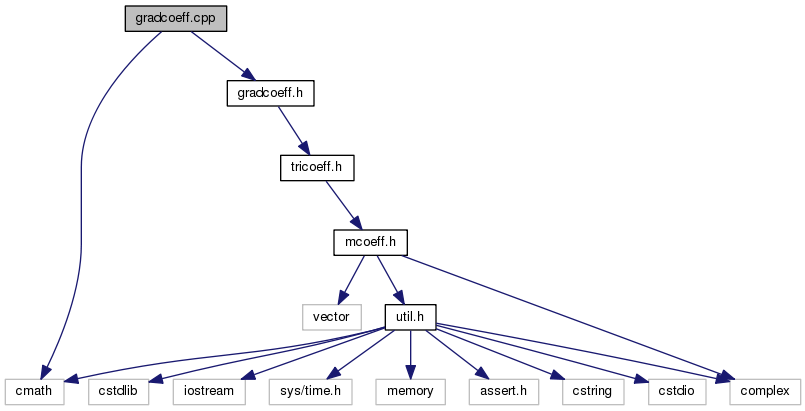 gradcoeff.cpp
gradcoeff.h
tricoeff.h
mcoeff.h
vector
util.h
cmath
cstdlib
iostream
sys/time.h
memory
assert.h
cstring
cstdio
complex